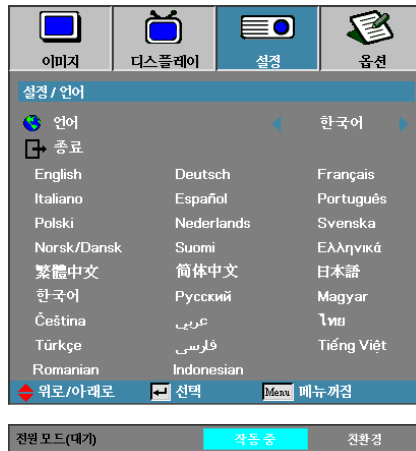 이미지 디스플레이 설정 옵션
설정 / 언어
언어 한국어
종료
English Deutsch Français
Italiano Español Português
Polski Nederlands Svenska
Norsk/Dansk Suomi Ελληνικά
繁體中文 简体中文 日本語
한국어 Русский Magyar
Čeština عربي ไทย
Türkçe فارسی Tiếng Việt
Romanian Indonesian
위로/아래로 선택 Menu 메뉴꺼짐
전원 모드(대기) 작동 중 친환경